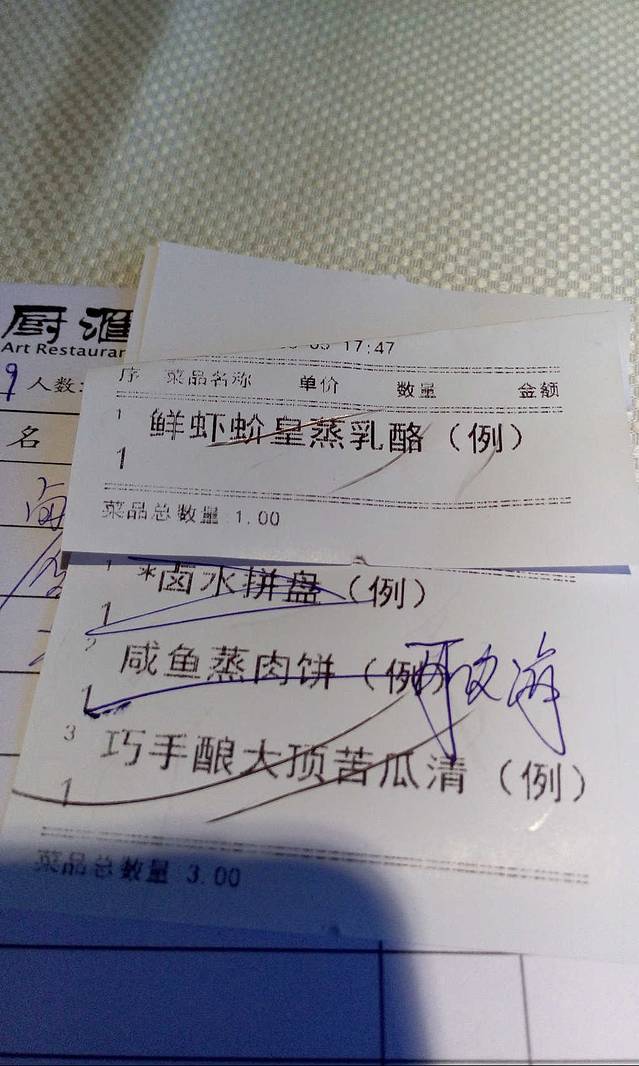 厨滙
Art Restauran
人数:
名
17:47
序 菜品名称 单价 数量 金额
1 鲜虾蚧皇蒸乳酪（例）
1
菜品总数量 1.00
1 *卤水拼盘（例）
1
2 咸鱼蒸肉饼（例）
1
3 巧手酿大顶苦瓜清（例）
1
菜品总数量 3.00